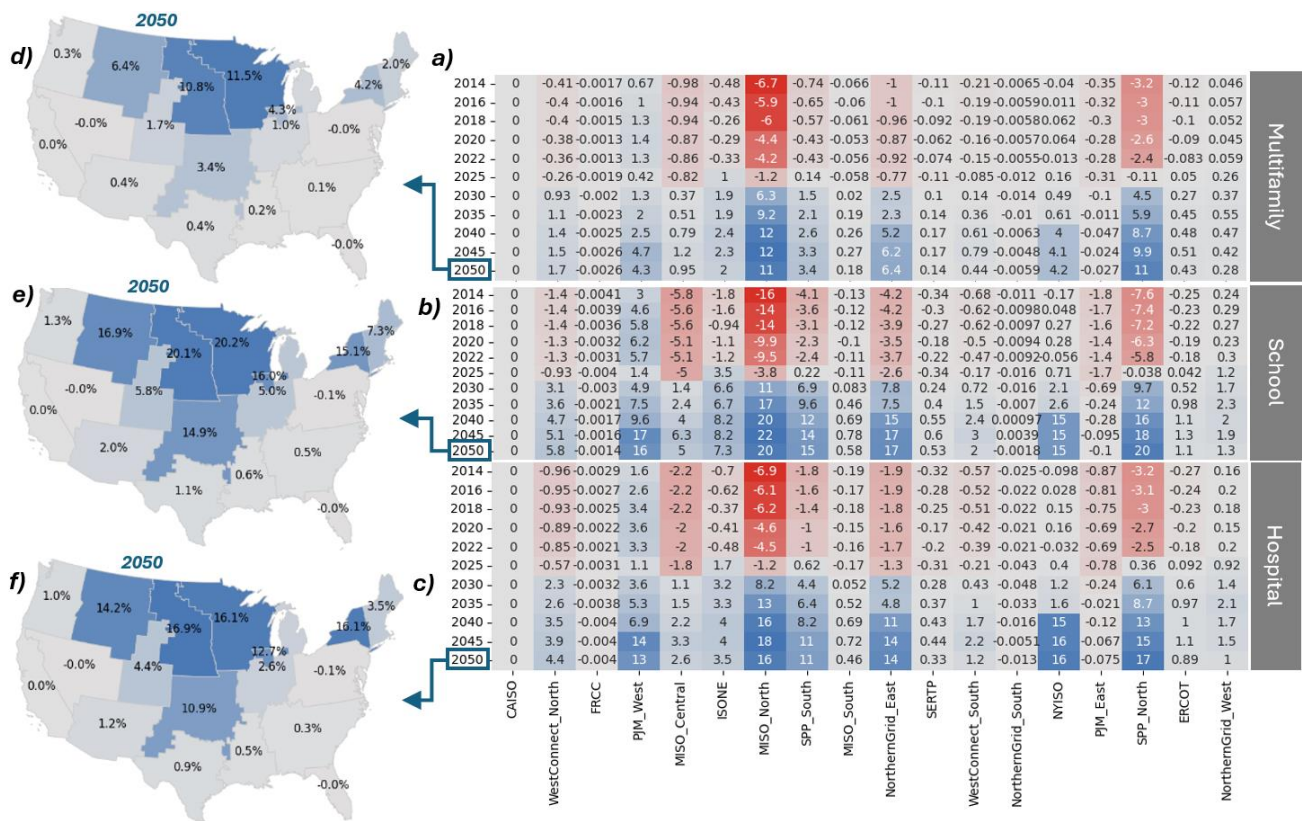 2050
d)
0.3%
6.4%
10.8%
11.5%
4.2%
2.0%
4.3%
-0.0%
1.7%
1.0%
-0.0%
0.0%
3.4%
0.4%
0.1%
0.2%
0.4%
-0.0%
2050
e)
1.3%
16.9%
20.1%
20.2%
15.1%
7.3%
16.0%
-0.0%
5.8%
5.0%
-0.1%
0.0%
14.9%
2.0%
0.5%
0.6%
1.1%
-0.0%
2050
f)
1.0%
14.2%
16.9%
16.1%
16.1%
3.5%
12.7%
-0.0%
4.4%
2.6%
-0.1%
0.0%
10.9%
1.2%
0.3%
0.5%
0.9%
-0.0%
a)
2014 0 -0.41 -0.0017 0.67 -0.98 -0.48 -6.7 -0.74 -0.066 -1 -0.11 -0.21 -0.0065 -0.04 -0.35 -3.2 -0.12 0.046
2016 0 -0.4 -0.0015 1 -0.94 -0.43 -5.9 -0.65 -0.06 -1 -0.1 -0.19 -0.0059 0.011 -0.32 -3 -0.11 0.057
2018 0 -0.4 -0.0015 1.3 -0.94 -0.26 -6 -0.57 -0.061 -0.96 -0.092 -0.19 -0.0058 0.062 -0.3 -3 -0.1 0.052
2020 0 -0.38 -0.0013 1.4 -0.87 -0.29 -4.4 -0.43 -0.053 -0.87 -0.06 -0.15 -0.0057 0.064 -0.28 -2.6 -0.09 0.045
2022 0 -0.36 -0.0013 1.3 -0.86 -0.33 -4.2 -0.43 -0.056 -0.92 -0.074 -0.15 -0.0055 -0.013 -0.28 -2.4 -0.083 0.059
2025 0 -0.26 -0.0019 0.42 -0.82 1 -1.2 0.14 -0.058 -0.77 -0.11 -0.085 -0.012 0.16 -0.31 -0.11 0.05 0.26
2030 0 0.93 -0.002 1.3 0.37 1.9 6.3 1.5 0.02 2.5 0.1 0.14 -0.014 0.49 -0.1 4.5 0.27 0.37
2035 0 1.1 -0.0023 2 0.51 1.9 9.2 2.1 0.19 2.3 0.14 0.36 -0.01 0.61 -0.011 5.9 0.45 0.55
2040 0 1.4 -0.0025 2.5 0.79 2.4 12 2.6 0.26 5.2 0.17 0.61 -0.0063 4 -0.047 8.7 0.48 0.47
2045 0 1.5 -0.0026 4.7 1.2 2.3 12 3.3 0.27 6.2 0.17 0.79 -0.0048 4.1 -0.024 9.9 0.51 0.42
2050 0 1.7 -0.0026 4.3 0.95 2 11 3.4 0.18 6.4 0.14 0.44 -0.0059 4.2 -0.027 11 0.43 0.28
Multifamily
b)
2014 0 -1.4 -0.0041 3 -5.8 -1.8 -16 -4.1 -0.13 -4.2 -0.34 -0.68 -0.011 -0.17 -1.8 -7.6 -0.25 0.24
2016 0 -1.4 -0.0039 4.6 -5.6 -1.6 -14 -3.6 -0.12 -4.2 -0.3 -0.62 -0.0098 0.048 -1.6 -7.4 -0.23 0.29
2018 0 -1.4 -0.0036 5.8 -5.6 -0.94 -14 -3.1 -0.12 -3.9 -0.27 -0.62 -0.0097 0.27 -1.6 -7.2 -0.22 0.27
2020 0 -1.3 -0.0032 6.2 -5.1 -1.1 -9.9 -2.3 -0.1 -3.5 -0.18 -0.5 -0.0094 0.28 -1.4 -6.3 -0.19 0.23
2022 0 -1.3 -0.0031 5.7 -5.1 -1.2 -9.5 -2.4 -0.11 -3.7 -0.22 -0.47 -0.0092 -0.056 -1.4 -5.8 -0.18 0.3
2025 0 -0.93 -0.004 1.4 -5 3.5 -3.8 0.22 -0.11 -2.6 -0.34 -0.17 -0.016 0.71 -1.7 -0.038 0.042 1.2
2030 0 3.1 -0.003 4.9 1.4 6.6 11 6.9 0.083 7.8 0.24 0.72 -0.016 2.1 -0.69 9.7 0.52 1.7
2035 0 3.6 -0.0021 7.5 2.4 6.7 17 9.6 0.46 7.5 0.4 1.5 -0.007 2.6 -0.24 12 0.98 2.3
2040 0 4.7 -0.0017 9.6 4 8.2 20 12 0.69 15 0.55 2.4 0.00097 15 -0.14 16 1.1 2
2045 0 5.1 -0.0016 17 6.3 8.2 22 14 0.78 17 0.6 3 0.0039 15 -0.095 18 1.3 1.9
2050 0 5.8 -0.0014 16 5 7.3 20 15 0.58 17 0.53 2 -0.0018 15 -0.1 20 1.1 1.3
School
c)
2014 0 -0.96 -0.0029 1.6 -2.2 -0.7 -6.9 -1.8 -0.19 -1.9 -0.32 -0.57 -0.025 -0.098 -0.87 -3.2 -0.27 0.16
2016 0 -0.95 -0.0027 2.6 -2.2 -0.62 -6.1 -1.6 -0.17 -1.9 -0.28 -0.52 -0.022 0.028 -0.81 -3.1 -0.24 0.2
2018 0 -0.93 -0.0025 3.4 -2.2 -0.37 -6.2 -1.4 -0.18 -1.8 -0.25 -0.51 -0.022 0.15 -0.75 -3 -0.23 0.18
2020 0 -0.89 -0.0022 3.6 -2 -0.41 -4.6 -1 -0.15 -1.6 -0.17 -0.42 -0.021 0.16 -0.69 -2.7 -0.2 0.15
2022 0 -0.85 -0.0021 3.3 -2 -0.48 -4.5 -1 -0.16 -1.7 -0.2 -0.39 -0.021 -0.032 -0.69 -2.5 -0.18 0.2
2025 0 -0.57 -0.0031 1.1 -1.8 1.7 -1.2 0.62 -0.17 -1.3 -0.31 -0.21 -0.043 0.4 -0.78 0.36 0.092 0.92
2030 0 2.3 -0.0032 3.6 1.1 3.2 8.2 4.4 0.052 5.2 0.28 0.43 -0.048 1.2 -0.24 6.1 0.6 1.4
2035 0 2.6 -0.0038 5.3 1.5 3.3 13 6.4 0.52 4.8 0.37 1 -0.033 1.6 -0.021 8.7 0.97 2.1
2040 0 3.5 -0.004 6.9 2.2 4 16 8.2 0.69 11 0.43 1.7 -0.016 15 -0.12 13 1 1.7
2045 0 3.9 -0.004 14 3.3 4 18 11 0.72 14 0.44 2.2 -0.0051 16 -0.067 15 1.1 1.5
2050 0 4.4 -0.004 13 2.6 3.5 16 11 0.46 14 0.33 1.2 -0.013 16 -0.075 17 0.89 1
Hospital
CAISO
WestConnect_North
FRCC
PJM_West
MISO_Central
ISONE
MISO_North
SPP_South
MISO_South
NorthernGrid_East
SERTP
WestConnect_South
NorthernGrid_South
NYISO
PJM_East
SPP_North
ERCOT
NorthernGrid_West